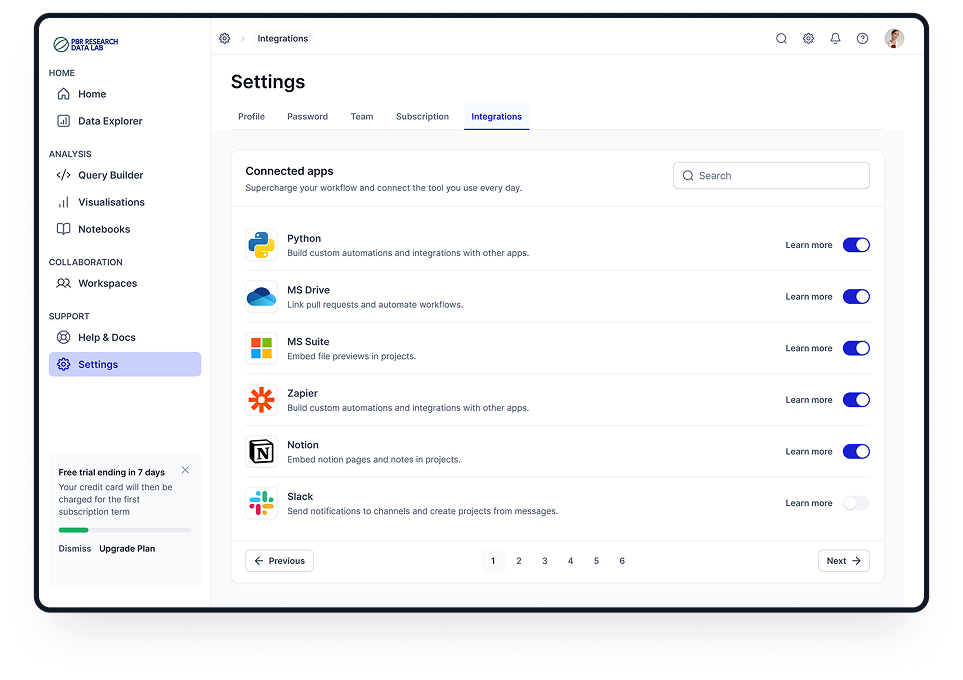 PBR RESEARCH
DATA LAB
HOME
Home
Data Explorer
ANALYSIS
Query Builder
Visualisations
Notebooks
COLLABORATION
Workspaces
SUPPORT
Help & Docs
Settings
Free trial ending in 7 days
Your credit card will then be
charged for the first
subscription term
Dismiss Upgrade Plan
Integrations
Settings
Profile Password Team Subscription Integrations
Connected apps
Supercharge your workflow and connect the tool you use every day.
Search
Python
Build custom automations and integrations with other apps.
Learn more
MS Drive
Link pull requests and automate workflows.
Learn more
MS Suite
Embed file previews in projects.
Learn more
Zapier
Build custom automations and integrations with other apps.
Learn more
Notion
Embed notion pages and notes in projects.
Learn more
Slack
Send notifications to channels and create projects from messages.
Learn more
Previous 1 2 3 4 5 6 Next